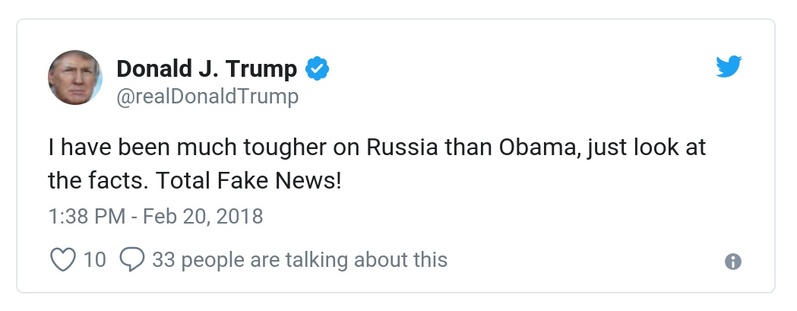 Donald J. Trump
@realDonaldTrump
I have been much tougher on Russia than Obama, just look at
the facts. Total Fake News!
1:38 PM - Feb 20, 2018
10 33 people are talking about this